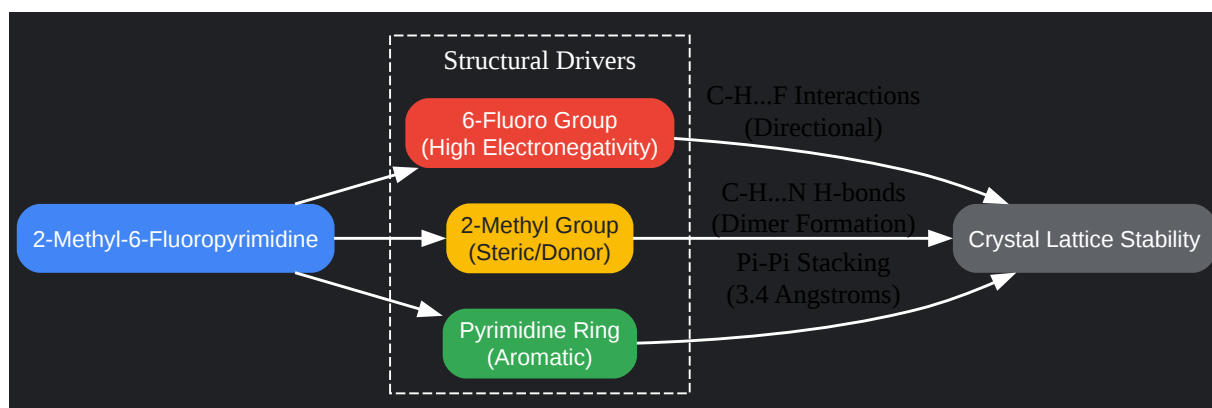 Structural Drivers
6-Fluoro Group
(High Electronegativity)
C-H...F Interactions
(Directional)
2-Methyl-6-Fluoropyrimidine
2-Methyl Group
(Steric/Donor)
C-H...N H-bonds
(Dimer Formation)
Crystal Lattice Stability
Pi-Pi Stacking
(3.4 Angstroms)
Pyrimidine Ring
(Aromatic)